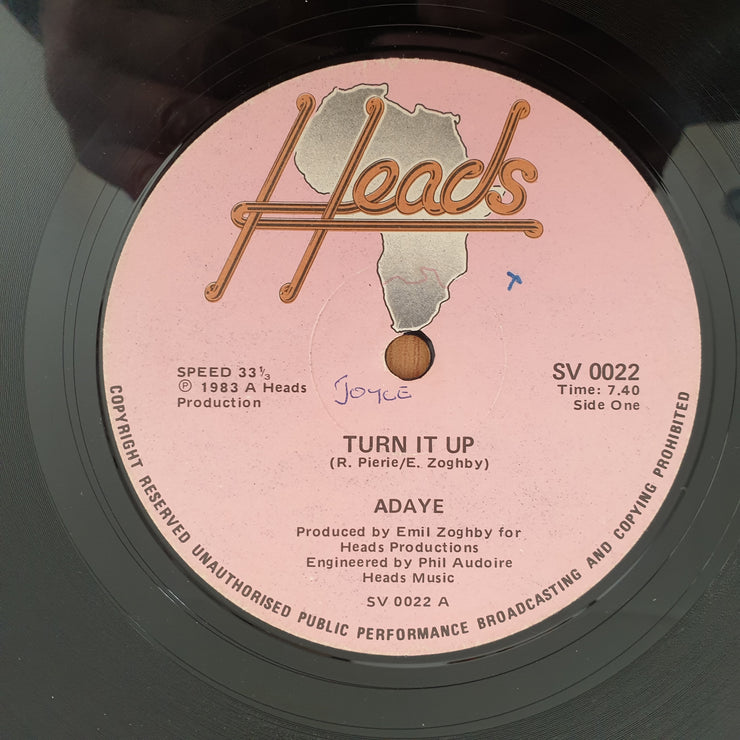 Heads
SPEED 33⅓
℗ 1983 A Heads
Production
SV 0022
Time: 7.40
Side One
JOYCE
TURN IT UP
(R. Pierie/E. Zoghby)
ADAYE
Produced by Emil Zoghby for
Heads Productions
Engineered by Phil Audoire
Heads Music
SV 0022 A
COPYRIGHT RESERVED UNAUTHORISED PUBLIC PERFORMANCE BROADCASTING AND COPYING PROHIBITED